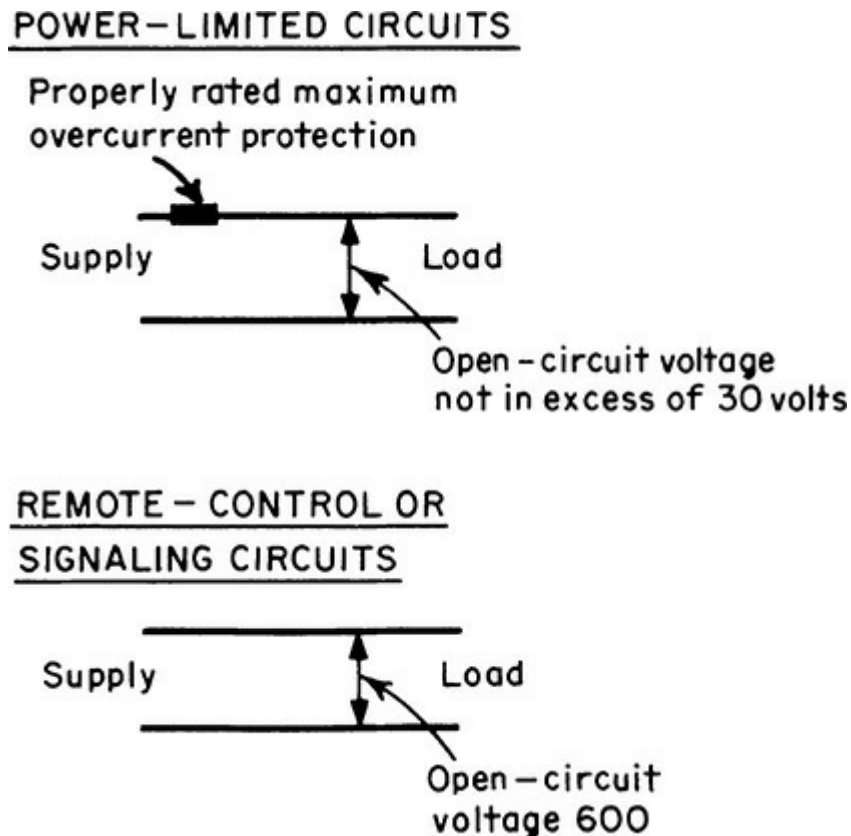 POWER-LIMITED CIRCUITS
Properly rated maximum
overcurrent protection
Supply
Load
Open-circuit voltage
not in excess of 30 volts
REMOTE-CONTROL OR
SIGNALING CIRCUITS
Supply
Load
Open-circuit
voltage 600